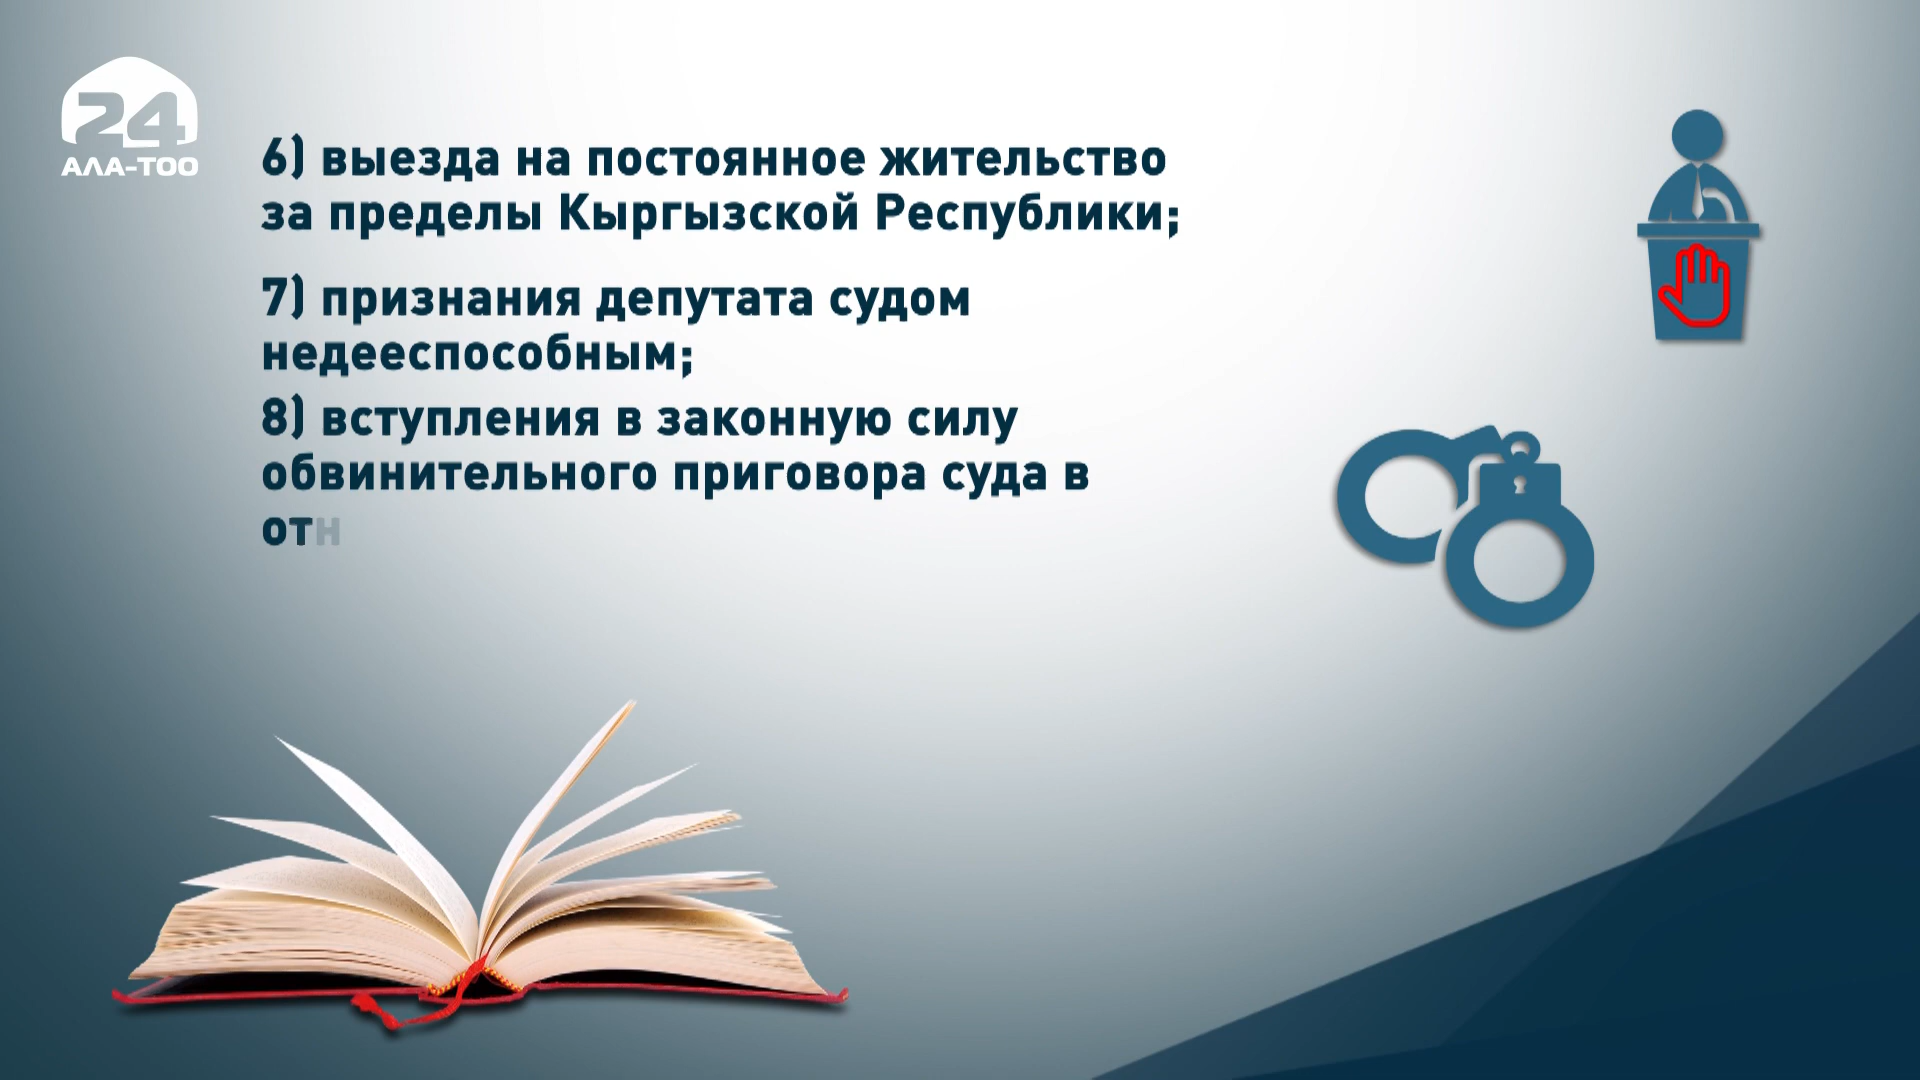 24
АЛА-ТОО
6) выезда на постоянное жительство
за пределы Кыргызской Республики;
7) признания депутата судом
недееспособным;
8) вступления в законную силу
обвинительного приговора суда в
отн